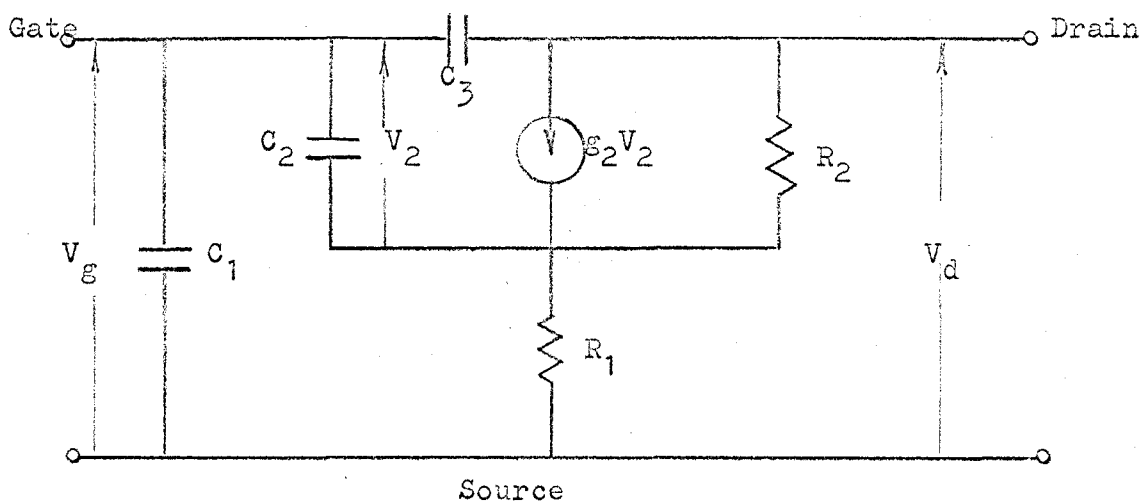 Gate
Drain
C3
C2
V2
g2V2
R2
Vg
C1
Vd
R1
Source